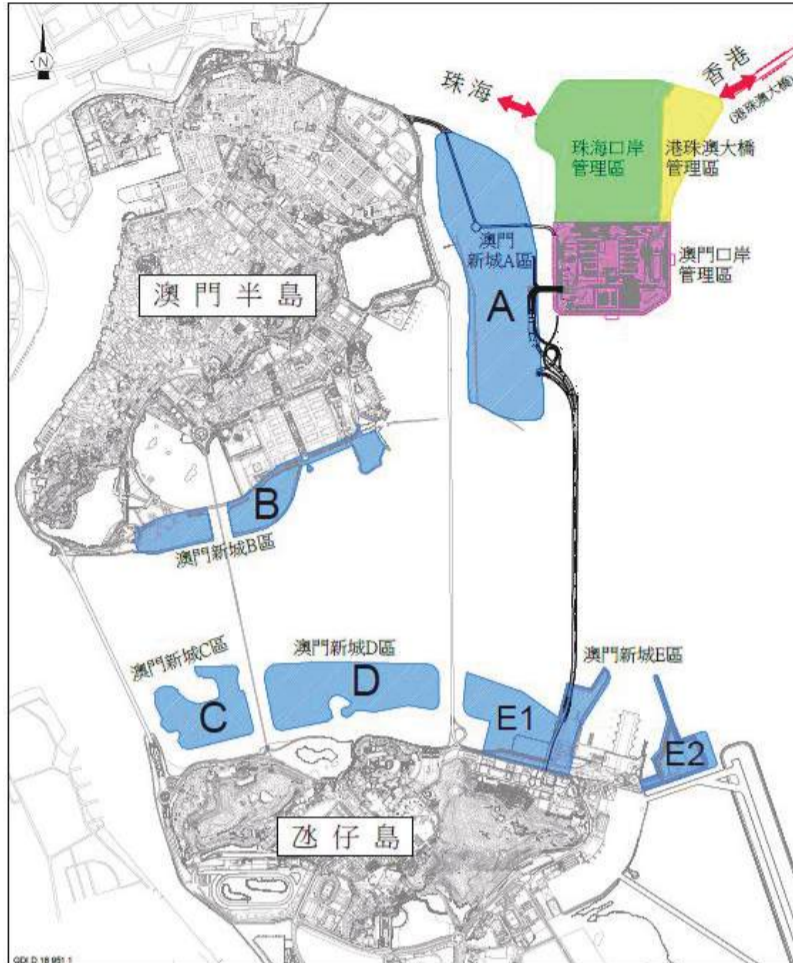 N
珠海
香港
(港珠澳大橋)
珠海口岸
管理區
港珠澳大橋
管理區
澳門
新城A區
澳門口岸
管理區
澳門半島
A
B
澳門新城B區
澳門新城C區
澳門新城D區
澳門新城E區
C
D
E1
E2
氹仔島